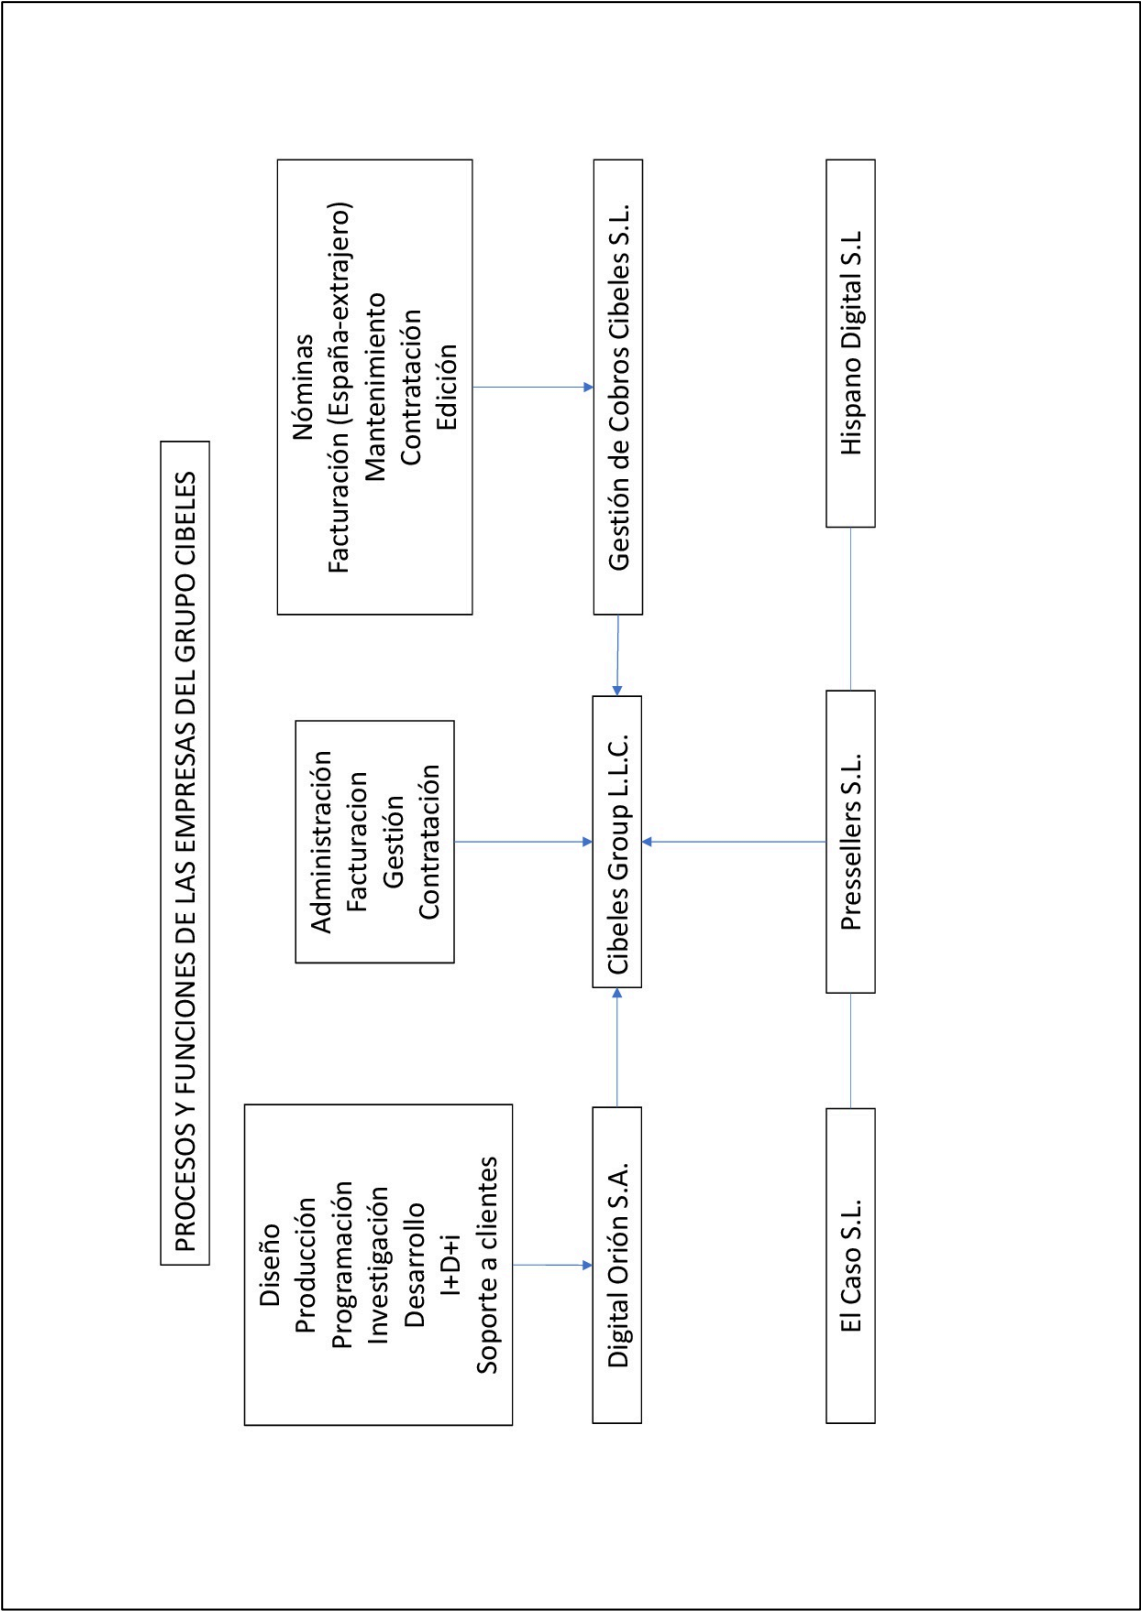 PROCESOS Y FUNCIONES DE LAS EMPRESAS DEL GRUPO CIBELES
Diseño
Producción
Programación
Investigación
Desarrollo
I+D+i
Soporte a clientes
Administración
Facturacion
Gestión
Contratación
Nóminas
Facturación (España-extrajero)
Mantenimiento
Contratación
Edición
Digital Orión S.A.
Cibeles Group L.L.C.
Gestión de Cobros Cibeles S.L.
El Caso S.L.
Pressellers S.L.
Hispano Digital S.L